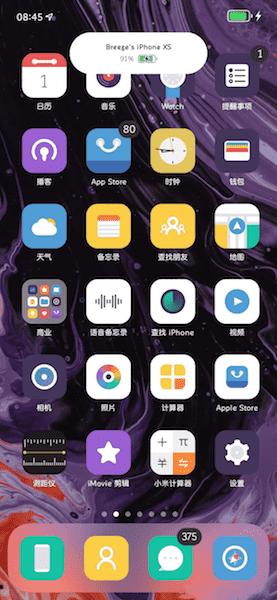 08:45
Breege's iPhone XS
91%
1
1
日历
音乐
Watch
提醒事项
80
播客
App Store
时钟
钱包
天气
备忘录
查找朋友
地图
商业
语音备忘录
查找 iPhone
视频
相机
照片
计算器
Apple Store
测距仪
iMovie 剪辑
小米计算器
设置
375